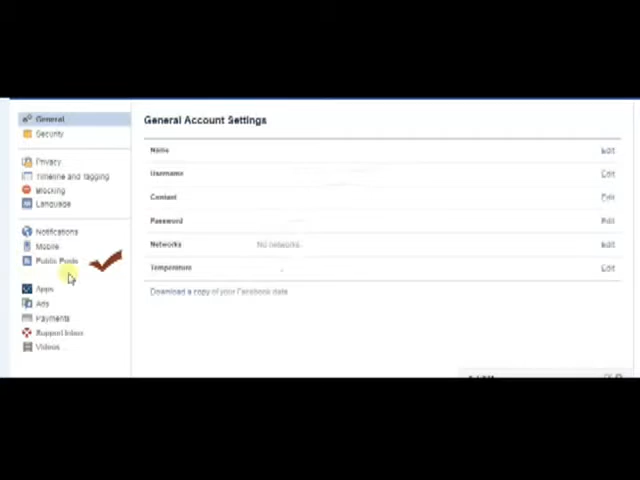 General
Security
Privacy
Timeline and Tagging
Blocking
Language
Notifications
Mobile
Public Posts
Apps
Ads
Payments
Support Inbox
Videos
General Account Settings
Name Edit
Username Edit
Contact Edit
Password Edit
Networks No networks. Edit
Temperature Edit
Download a copy of your Facebook data